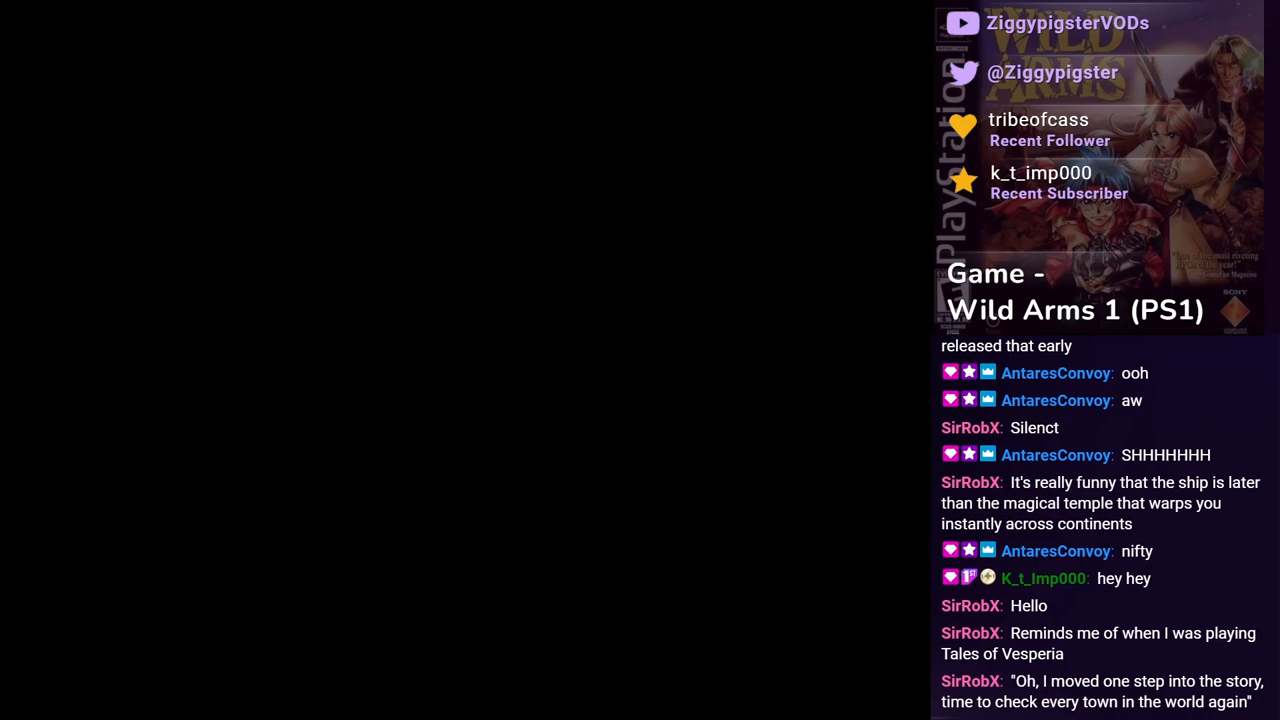 ZiggypigsterVODs
@Ziggypigster
tribeofcass
Recent Follower
k_t_imp000
Recent Subscriber
WILD
ARMS
PlayStation
Game -
Wild Arms 1 (PS1)
SONY
released that early
AntaresConvoy: ooh
AntaresConvoy: aw
SirRobX: Silenct
AntaresConvoy: SHHHHHHH
SirRobX: It's really funny that the ship is later
than the magical temple that warps you
instantly across continents
AntaresConvoy: nifty
K_t_Imp000: hey hey
SirRobX: Hello
SirRobX: Reminds me of when I was playing
Tales of Vesperia
SirRobX: "Oh, I moved one step into the story,
time to check every town in the world again"